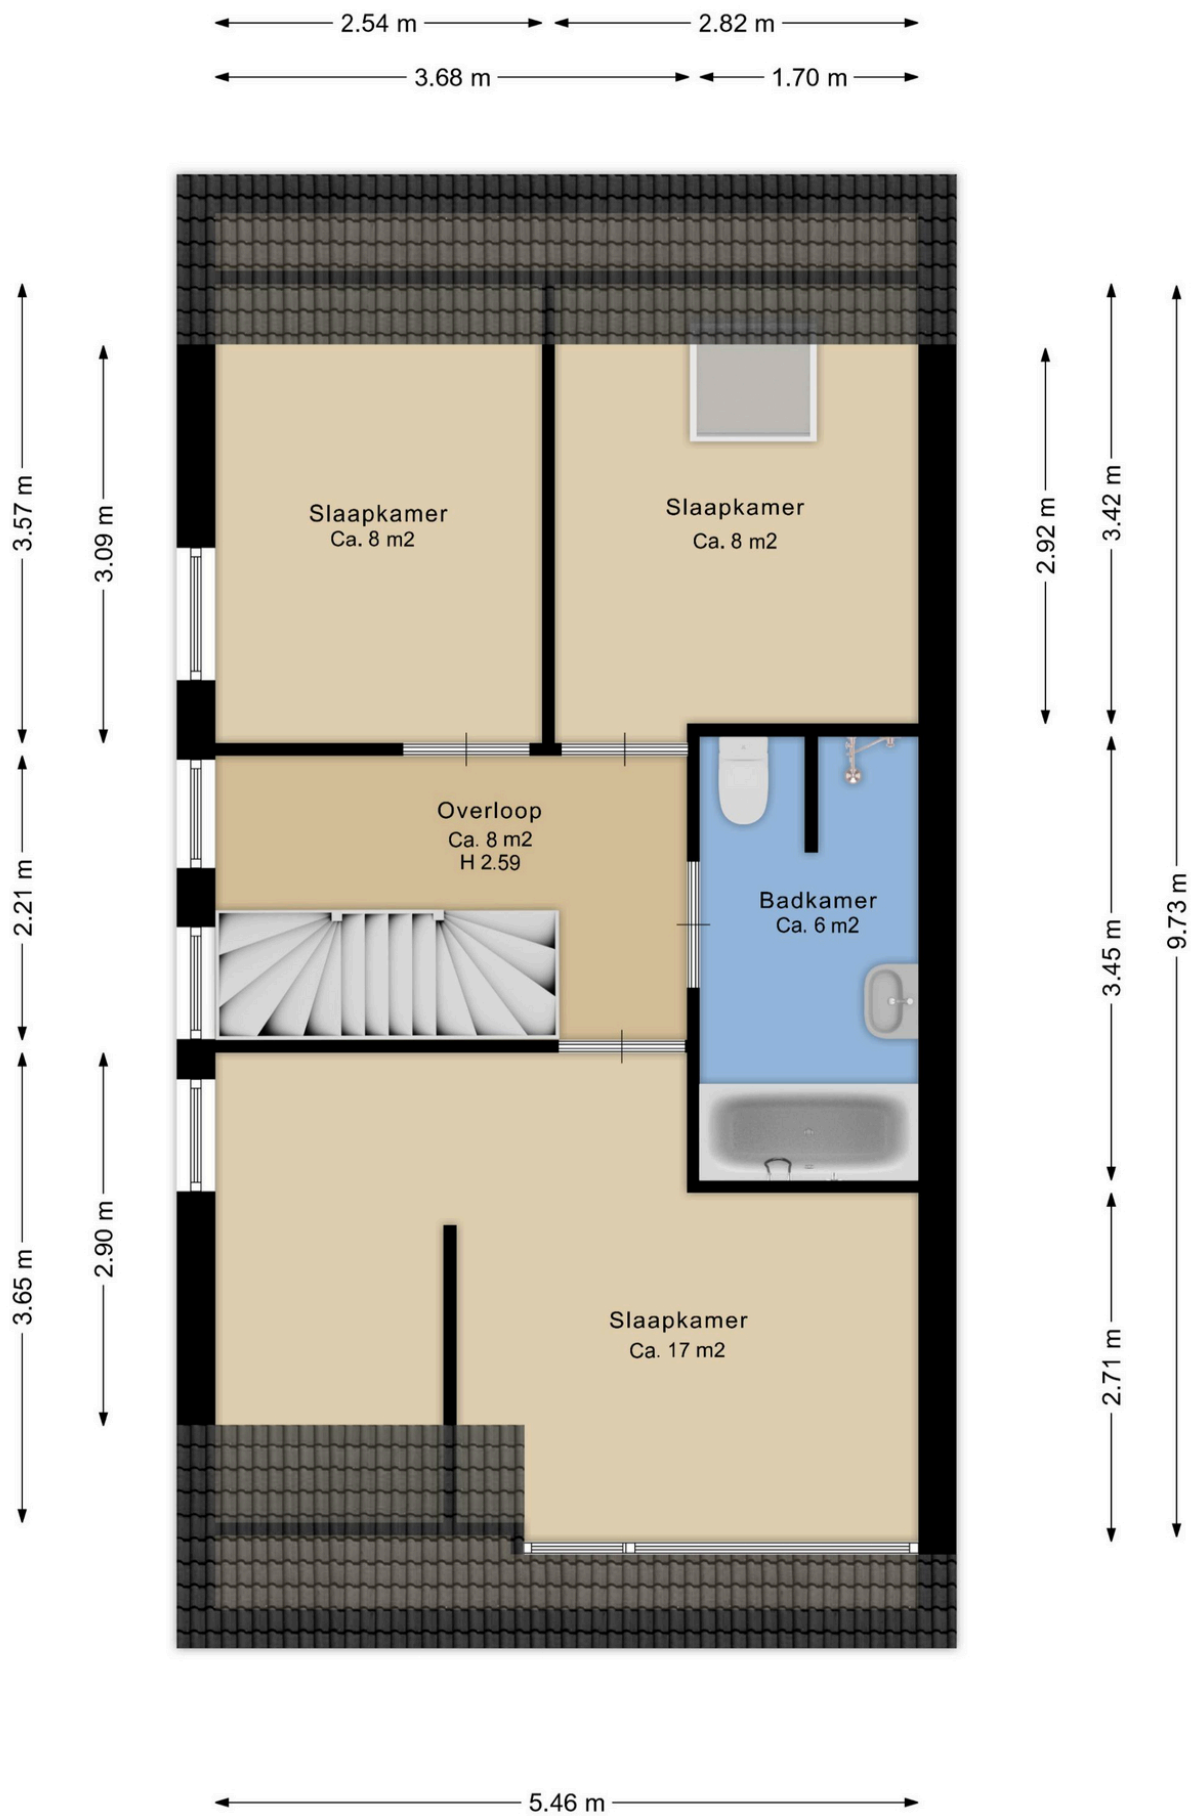 2.54 m
2.82 m
3.68 m
1.70 m
3.57 m
3.09 m
2.92 m
3.42 m
Slaapkamer
Ca. 8 m2
Slaapkamer
Ca. 8 m2
Overloop
Ca. 8 m2
H 2.59
2.21 m
Badkamer
Ca. 6 m2
3.45 m
9.73 m
2.90 m
3.65 m
Slaapkamer
Ca. 17 m2
2.71 m
5.46 m